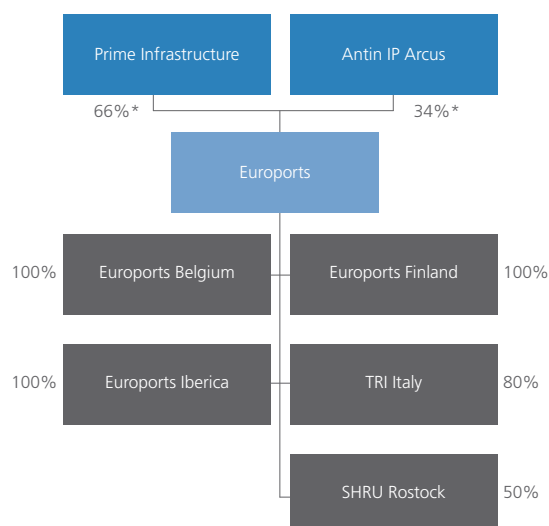 Prime Infrastructure
Antin IP Arcus
66%*
34%*
Euroports
100%
Euroports Belgium
Euroports Finland
100%
100%
Euroports Iberica
TRI Italy
80%
SHRU Rostock
50%